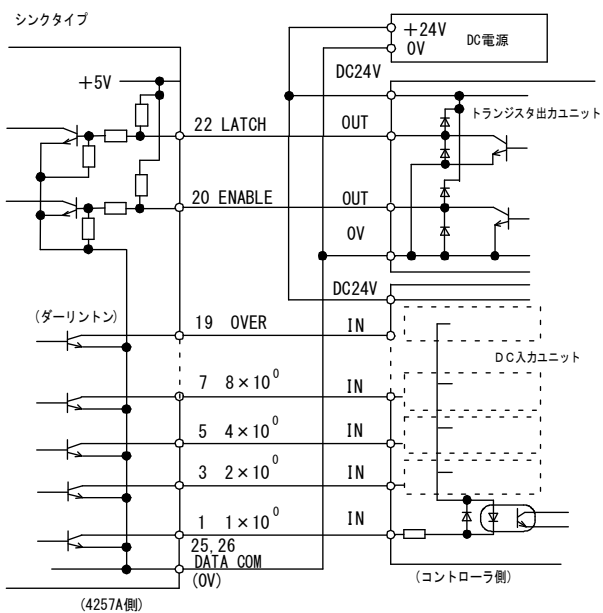 シンクタイプ
+24V
0V
DC電源
DC24V
+5V
トランジスタ出力ユニット
22 LATCH
OUT
20 ENABLE
OUT
0V
DC24V
(ダーリントン)
19 OVER
IN
DC入力ユニット
7 8×10⁰
IN
5 4×10⁰
IN
3 2×10⁰
IN
1 1×10⁰
IN
25,26
DATA COM
(0V)
(コントローラ側)
(4257A側)